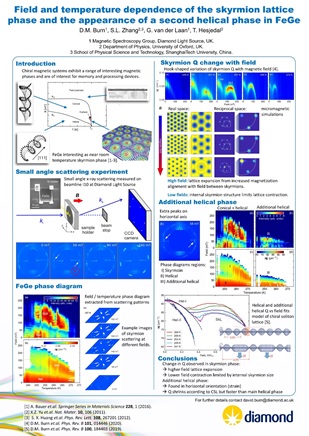 Field and temperature dependence of the skyrmion lattice
phase and the appearance of a second helical phase in FeGe
D.M. Burn¹, S.L. Zhang²,³, G. van der Laan¹, T. Hesjedal²
1 Magnetic Spectroscopy Group, Diamond Light Source, UK.
2 Department of Physics, University of Oxford, UK.
3 School of Physical Science and Technology, ShanghaiTech University, China.
Introduction
Chiral magnetic systems exhibit a range of interesting magnetic
phases and are of interest for memory and processing devices.
[111]
FeGe interesting as near room
temperature skyrmion phase [1-3].
Small angle scattering experiment
Small angle x-ray scattering measured on
beamline I10 at Diamond Light Source
sample
holder
beam
stop
CCD
camera
FeGe phase diagram
field / temperature phase diagram
extracted from scattering patterns
Example images
of skyrmion
scattering at
different fields.
Skyrmion Q change with field
Hook-shaped variation of skyrmion Q with magnetic field [4]
Real space:
Reciprocal space:
micromagnetic
simulations
High field: lattice expansion from increased magnetization
alignment with field between skyrmions.
Low fields: internal skyrmion structure limits lattice contraction.
Additional helical phase
Extra peaks on
horizontal axis
Conical + helical
Additional helical
Phase diagrams regions:
I) Skyrmion
II) Helical
III) Additional helical
Helical and additional
helical Q vs field fits
model of chiral soliton
lattice [5].
Conclusions
Change in Q observed in skyrmion phase:
→ higher field lattice expansion
→ Lower field contraction limited by internal skyrmion size
Additional helical phase:
→ Found in horizontal orientation (strain)
→ Q shrinks according to CSL but faster than main helical phase
For further details contact david.burn@diamond.ac.uk
[1] A. Bauer et al. Springer Series in Materials Science 228, 1 (2016).
[2] X.Z. Yu et al. Nat. Mater. 10, 106 (2011).
[3] S. X. Huang et al. Phys. Rev. Lett. 108, 267201 (2012).
[4] D.M. Burn et al. Phys. Rev. B 101, 014446 (2020).
[5] D.M. Burn et al. Phys. Rev. B 100, 184403 (2019).
diamond